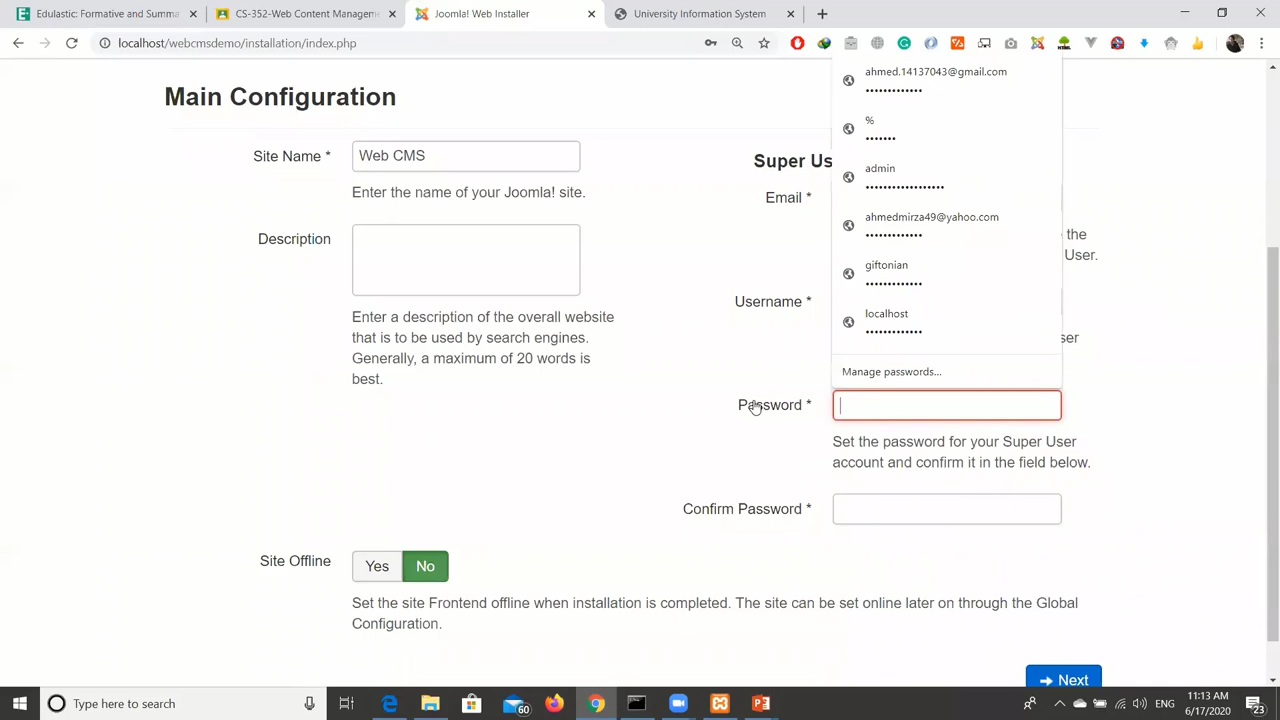 Edulastic: Formative and Summa
CS-352-Web Content Managem
Joomla! Web Installer
University Information System
localhost/webcmsdemo/installation/index.php
Main Configuration
Site Name *
Web CMS
Enter the name of your Joomla! site.
Description
Enter a description of the overall website
that is to be used by search engines.
Generally, a maximum of 20 words is
best.
Super Us
Email *
the
User.
Username *
ser
ahmed.14137043@gmail.com
•••••••••••••
%
•••••••
admin
••••••••••••••••••
ahmedmirza49@yahoo.com
•••••••••••••
giftonian
•••••••••••••
localhost
•••••••••••••
Manage passwords...
Password *
Set the password for your Super User
account and confirm it in the field below.
Confirm Password *
Site Offline
Yes
No
Set the site Frontend offline when installation is completed. The site can be set online later on through the Global
Configuration.
Next
Type here to search
60
ENG
11:13 AM
6/17/2020
23